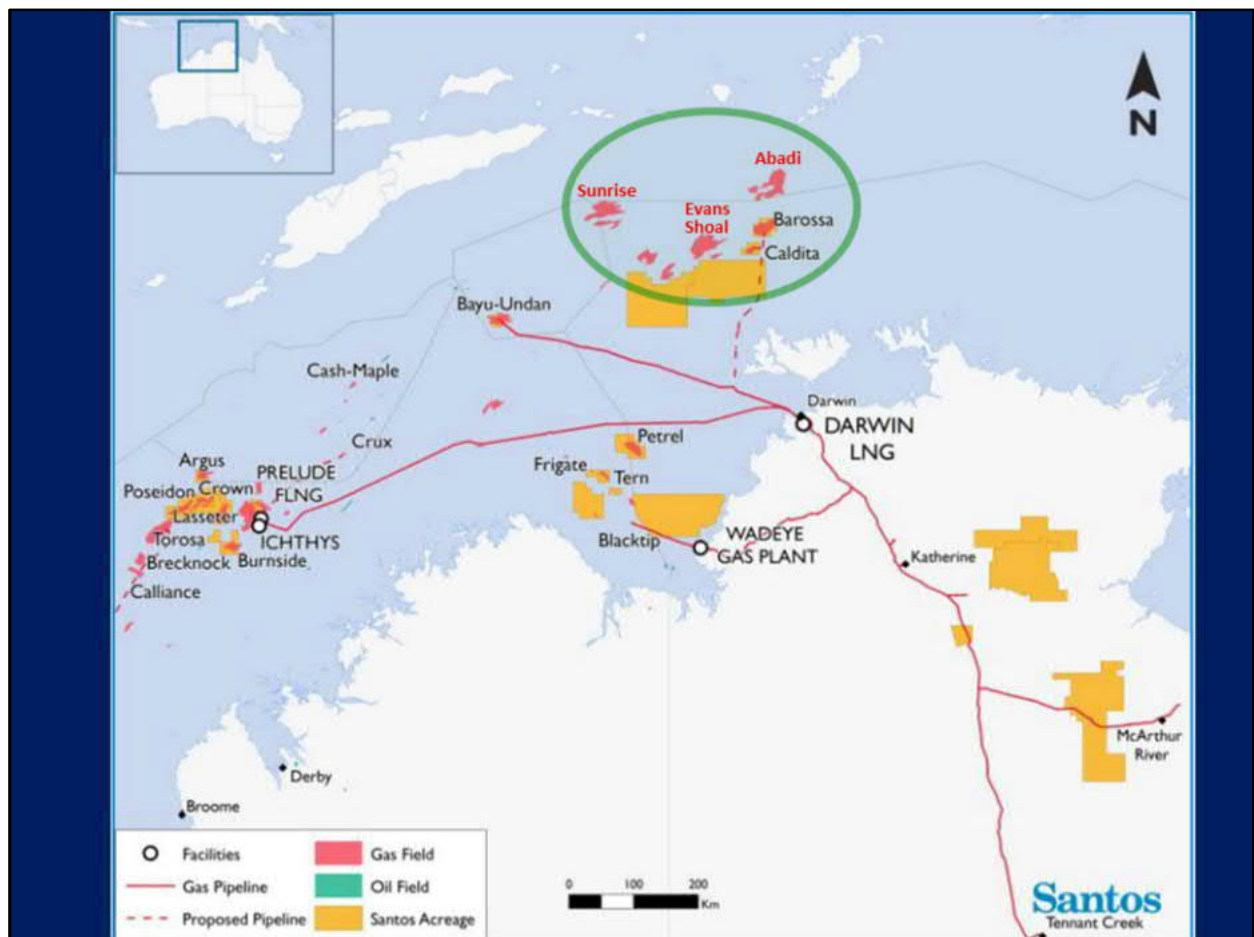 N
Abadi
Sunrise
Evans
Shoal
Barossa
Caldita
Bayu-Undan
Cash-Maple
Darwin
DARWIN
LNG
Crux
Petrel
Argus
PRELUDE
FLNG
Frigate
Tern
Poseidon
Crown
Lasseter
ICHTHYS
Torosa
Blacktip
WADEYE
GAS PLANT
Brecknock
Burnside
Katherine
Calliance
McArthur
River
Derby
Broome
Facilities
Gas Field
Gas Pipeline
Oil Field
Proposed Pipeline
Santos Acreage
0 100 200
Km
Santos
Tennant Creek